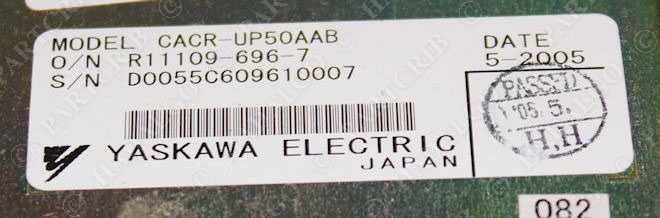 MODEL CACR-UP50AAB
DATE
O/N R11109-696-7
5-2005
S/N D0055C609610007
PASSED
'05.5.
H.H
YASKAWA ELECTRIC
JAPAN
082